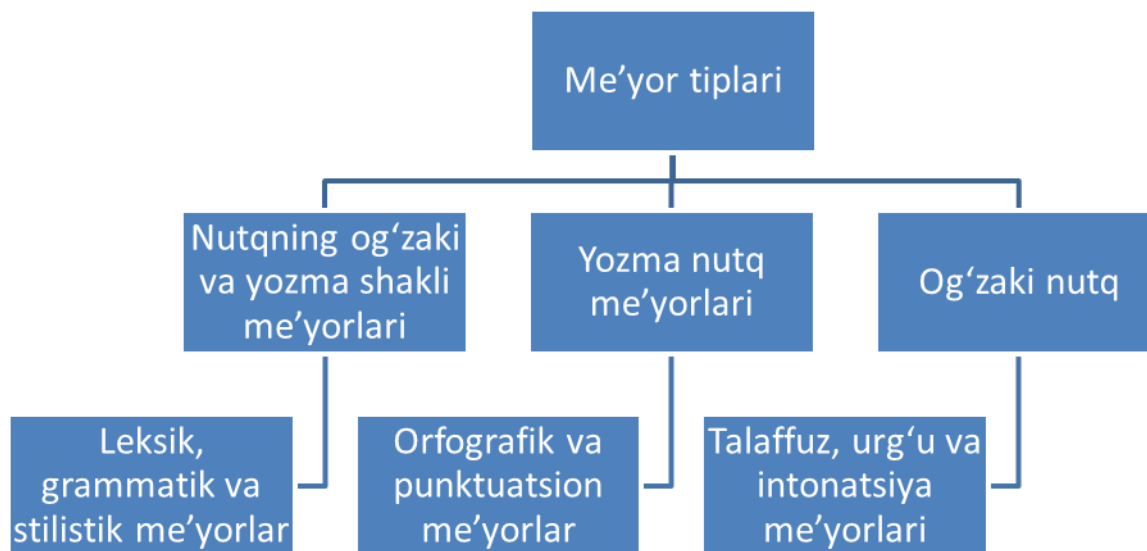 Me’yor tiplari
Nutqning og‘zaki
va yozma shakli
me’yorlari
Yozma nutq
me’yorlari
Og‘zaki nutq
Leksik,
grammatik va
stilistik me’yorlar
Orfografik va
punktuatsion
me’yorlar
Talaffuz, urg‘u va
intonatsiya
me’yorlari